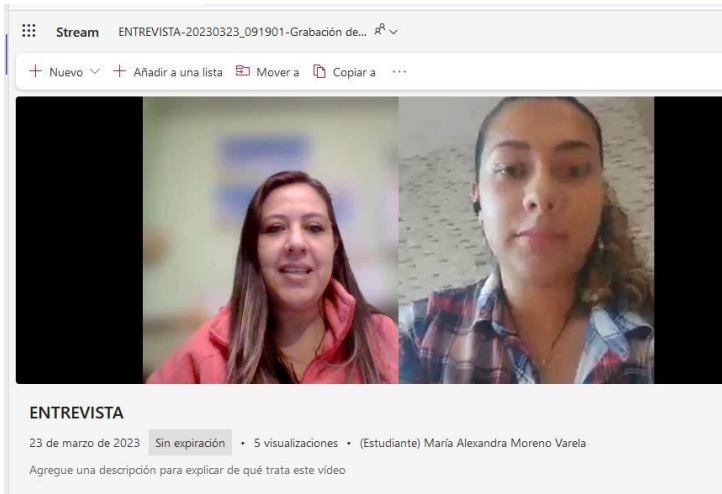 Stream ENTREVISTA-20230323_091901-Grabación de...
Nuevo Añadir a una lista Mover a Copiar a ...
ENTREVISTA
23 de marzo de 2023 Sin expiración • 5 visualizaciones • (Estudiante) María Alexandra Moreno Varela
Agregue una descripción para explicar de qué trata este vídeo